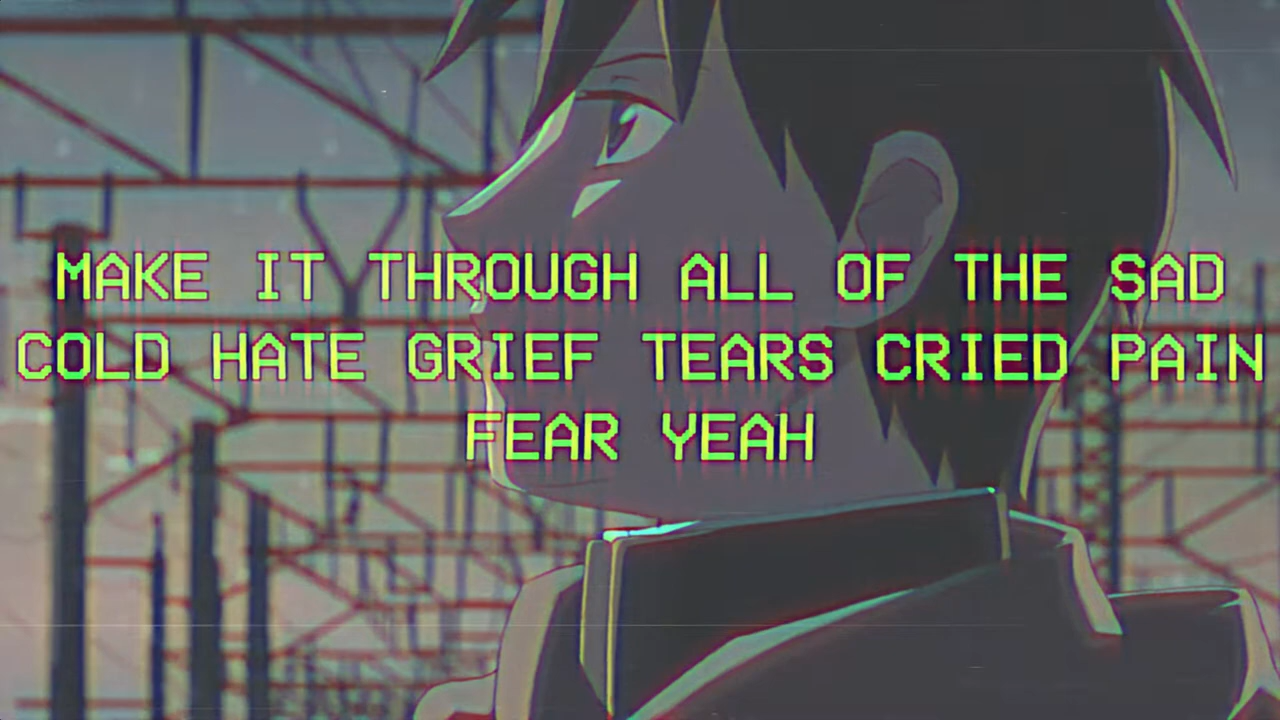 MAKE IT THROUGH ALL OF THE SAD
COLD HATE GRIEF TEARS CRIED PAIN
FEAR YEAH